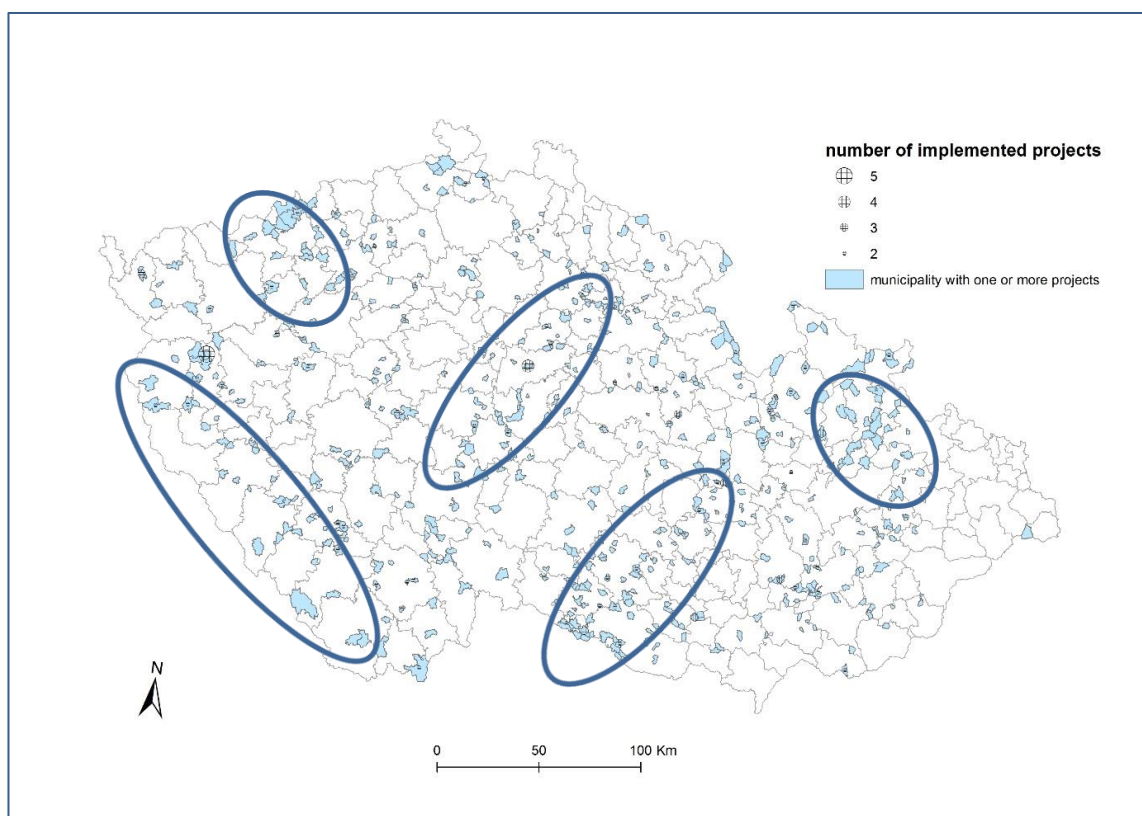 number of implemented projects
5
4
3
2
municipality with one or more projects
N
0 50 100 Km